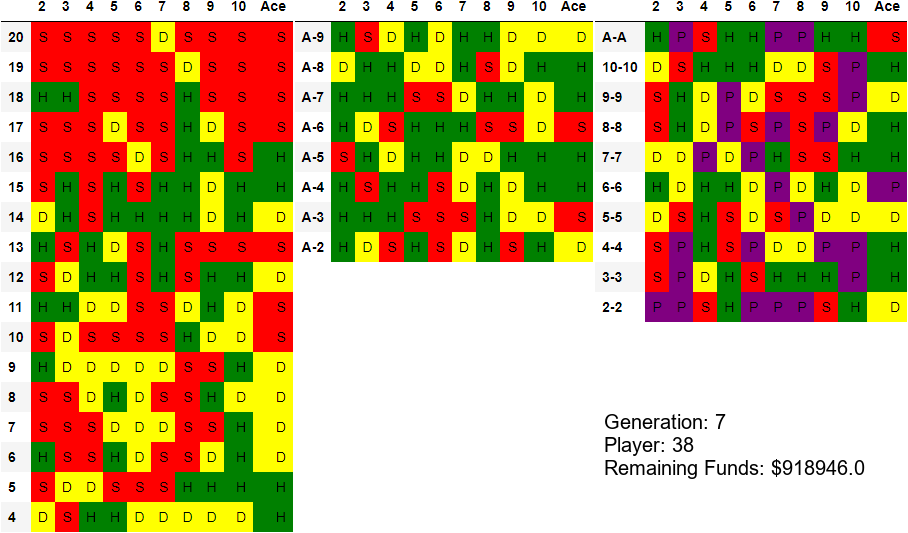 2 3 4 5 6 7 8 9 10 Ace
20 S S S S S D S S S S
19 S S S S S S D S S S
18 H H S S S S H S S S
17 S S S D S S H D S S
16 S S S S D S H H S H
15 S H S H S H H D H H
14 D H S H H H H D H D
13 H S H D S H S S S S
12 S D H H S H S H H D
11 H H D D S S D H D S
10 S D S S S S H D D S
9 H D D D D D S S H D
8 S S D H D S S H D D
7 S S S D D D S S H D
6 H S S H D S S D H D
5 S D D S S S H H H H
4 D S H H D D D D D H
2 3 4 5 6 7 8 9 10 Ace
A-9 H S D H D H H D D D
A-8 D H H D D H S D H H
A-7 H H H S S D H H D H
A-6 H D S H H H S S D S
A-5 S H D H H D D H H H
A-4 H S H H S D H D H H
A-3 H H H S S S H D D S
A-2 H D S H S D H S H D
2 3 4 5 6 7 8 9 10 Ace
A-A H P S H H P P H H S
10-10 D S H H H D D S P H
9-9 S H D P D S S S P D
8-8 S H D P S P S P D H
7-7 D D P D P H S S H H
6-6 H D H H D P D H D P
5-5 D S H S D S P D D D
4-4 S P H S P D D P P H
3-3 S P D H S H H H P H
2-2 P P S H P P P S H D
Generation: 7
Player: 38
Remaining Funds: $918946.0